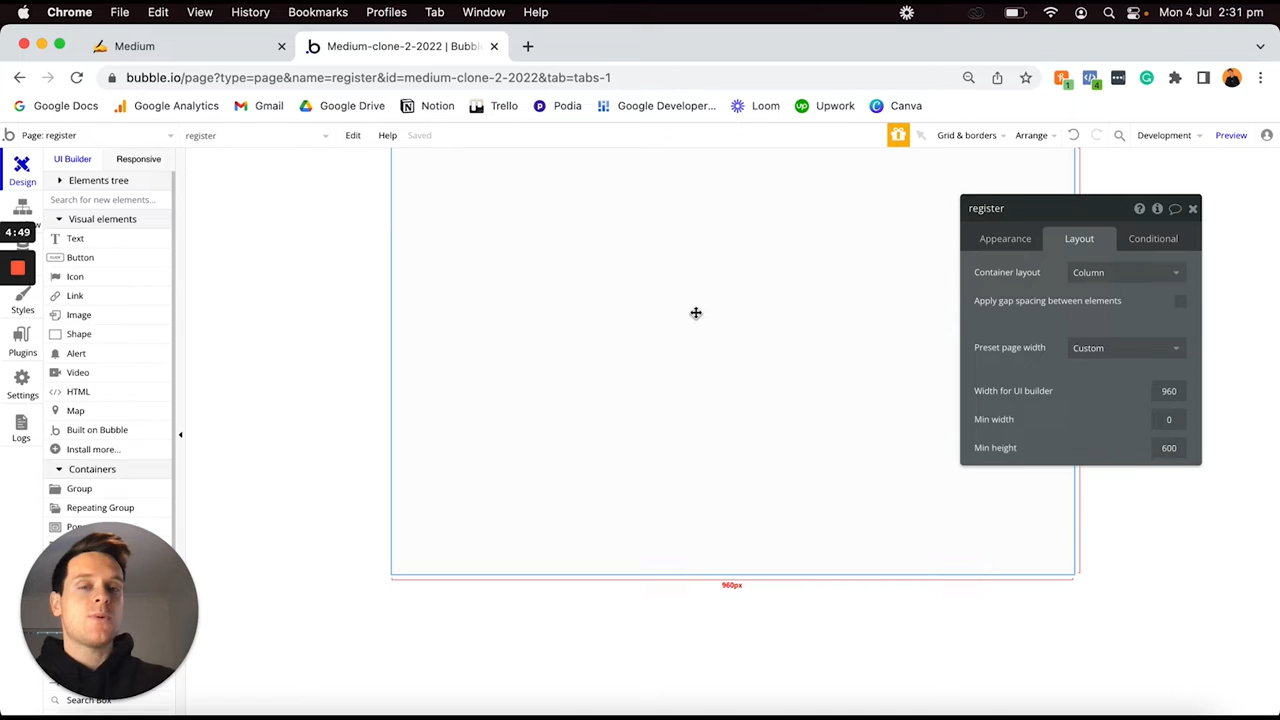 Chrome File Edit View History Bookmarks Profiles Tab Window Help Mon 4 Jul 2:31 pm
Medium
Medium-clone-2-2022 | Bubbl
bubble.io/page?type=page&name=register&id=medium-clone-2-2022&tab=tabs-1
1
4
Google Docs Google Analytics Gmail Google Drive Notion Trello Podia Google Developer... Loom Upwork Canva
Page: register register Edit Help Saved Grid & borders Arrange Development Preview
Design
4:49
Styles
Plugins
Settings
Logs
UI Builder Responsive
Elements tree
Search for new elements...
Visual elements
Text
Button
Icon
Link
Image
Shape
Alert
Video
HTML
Map
Built on Bubble
Install more...
Containers
Group
Repeating Group
Search Box
960px
register
Appearance Layout Conditional
Container layout Column
Apply gap spacing between elements
Preset page width Custom
Width for UI builder 960
Min width 0
Min height 600